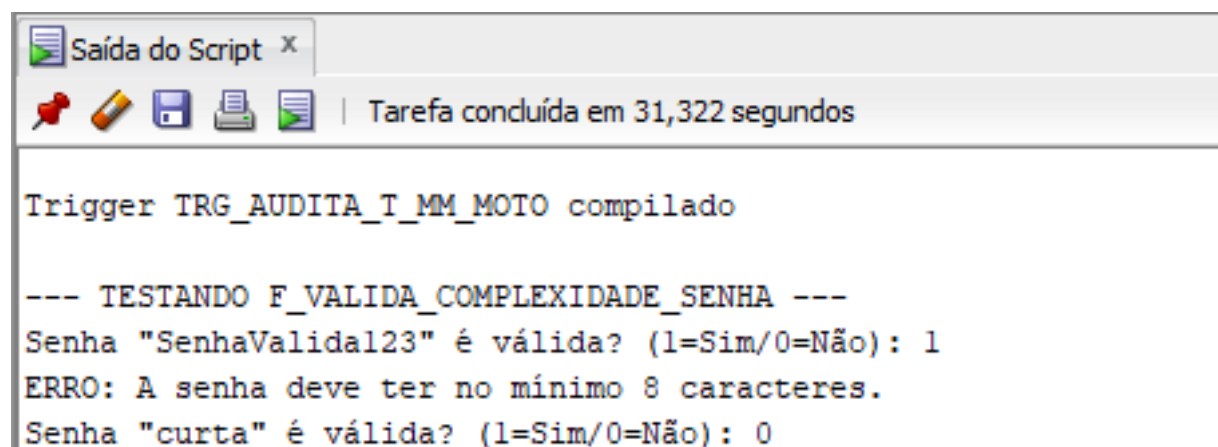 Saída do Script x
Tarefa concluída em 31,322 segundos
Trigger TRG_AUDITA_T_MM_MOTO compilado
--- TESTANDO F_VALIDA_COMPLEXIDADE_SENHA ---
Senha "SenhaValida123" é válida? (1=Sim/0=Não): 1
ERRO: A senha deve ter no mínimo 8 caracteres.
Senha "curta" é válida? (1=Sim/0=Não): 0